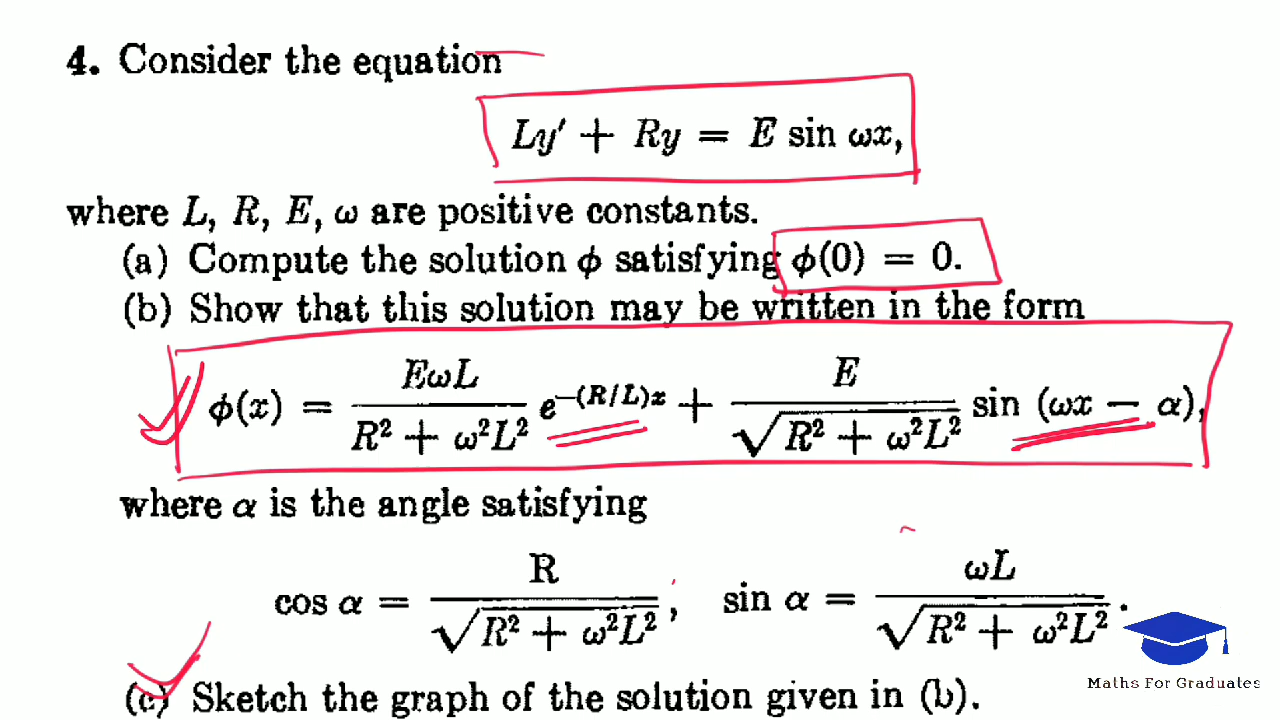 4. Consider the equation
Ly′ + Ry = E sin ωx,
where L, R, E, ω are positive constants.
(a) Compute the solution ϕ satisfying ϕ(0) = 0.
(b) Show that this solution may be written in the form
ϕ(x) = EωL / (R² + ω²L²) e^{−(R/L)x} + E / √(R² + ω²L²) sin (ωx − α),
where α is the angle satisfying
cos α = R / √(R² + ω²L²), sin α = ωL / √(R² + ω²L²).
(c) Sketch the graph of the solution given in (b).
Maths For Graduates